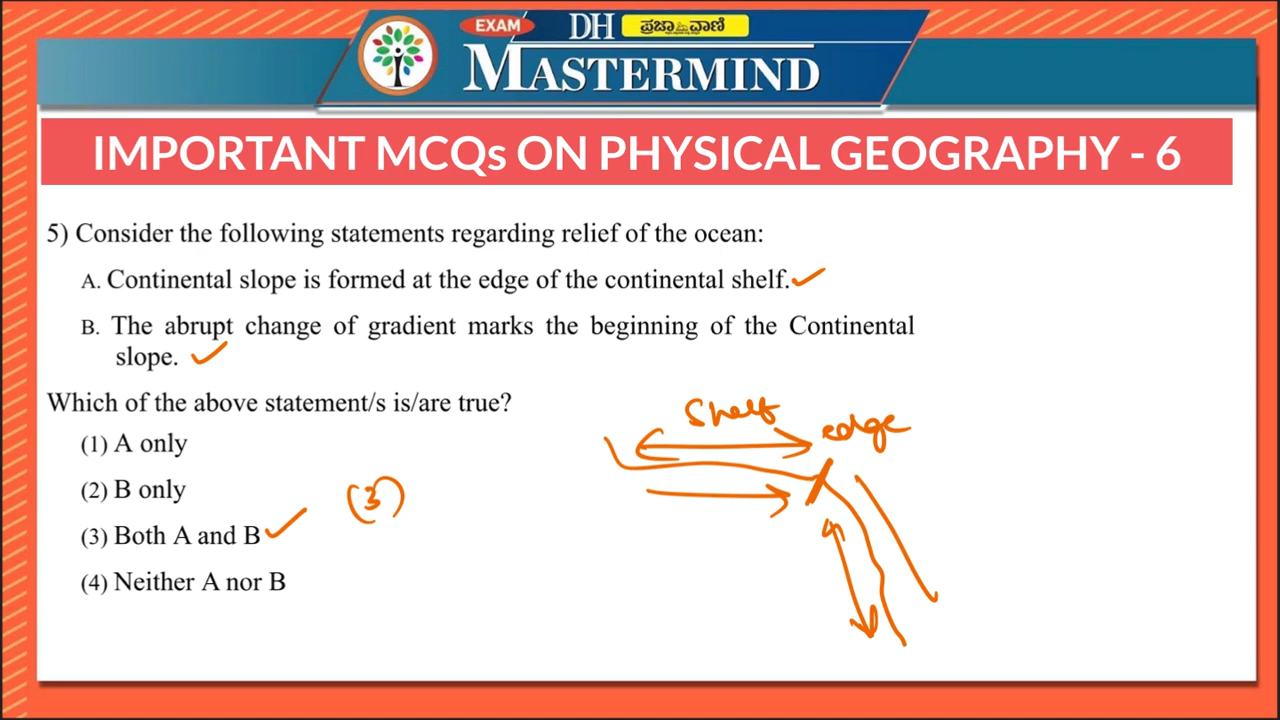 EXAM DH ಪ್ರಜಾವಾಣಿ
MASTERMIND
IMPORTANT MCQs ON PHYSICAL GEOGRAPHY - 6
5) Consider the following statements regarding relief of the ocean:
A. Continental slope is formed at the edge of the continental shelf.
B. The abrupt change of gradient marks the beginning of the Continental
slope.
Which of the above statement/s is/are true?
Shelf
edge
(1) A only
(2) B only
(3)
(3) Both A and B
(4) Neither A nor B